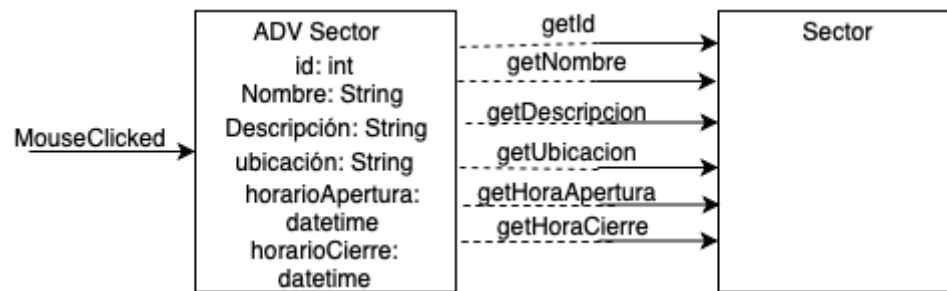 ADV Sector
id: int
Nombre: String
Descripción: String
ubicación: String
horarioApertura:
datetime
horarioCierre:
datetime
MouseClicked
getId
getNombre
getDescripcion
getUbicacion
getHoraApertura
getHoraCierre
Sector